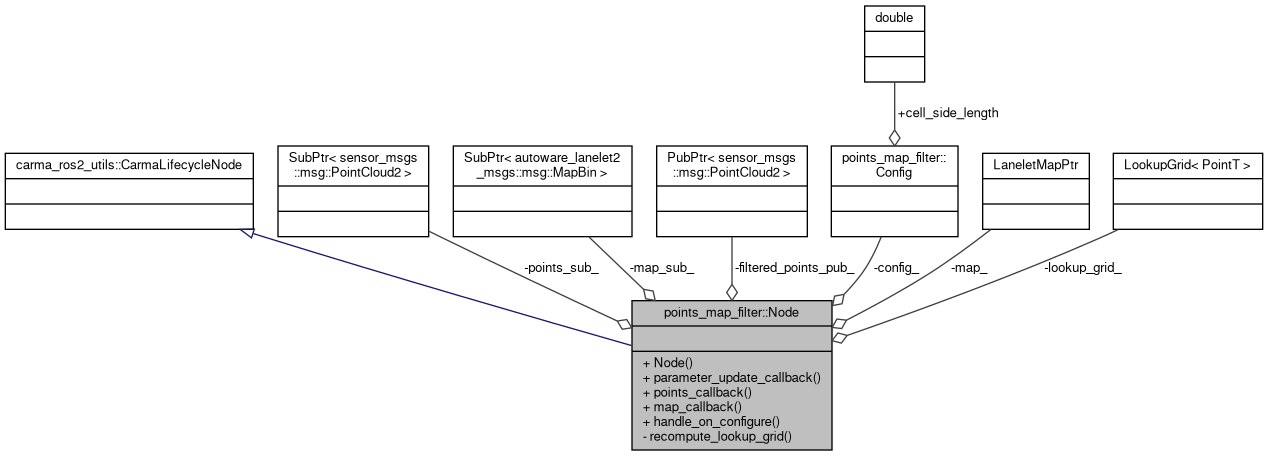 double
+cell_side_length
carma_ros2_utils::CarmaLifecycleNode
SubPtr< sensor_msgs
::msg::PointCloud2 >
SubPtr< autoware_lanelet2
_msgs::msg::MapBin >
PubPtr< sensor_msgs
::msg::PointCloud2 >
points_map_filter::
Config
LaneletMapPtr
LookupGrid< PointT >
-points_sub_
-map_sub_
-filtered_points_pub_
-config_
-map_
-lookup_grid_
points_map_filter::Node
+ Node()
+ parameter_update_callback()
+ points_callback()
+ map_callback()
+ handle_on_configure()
- recompute_lookup_grid()